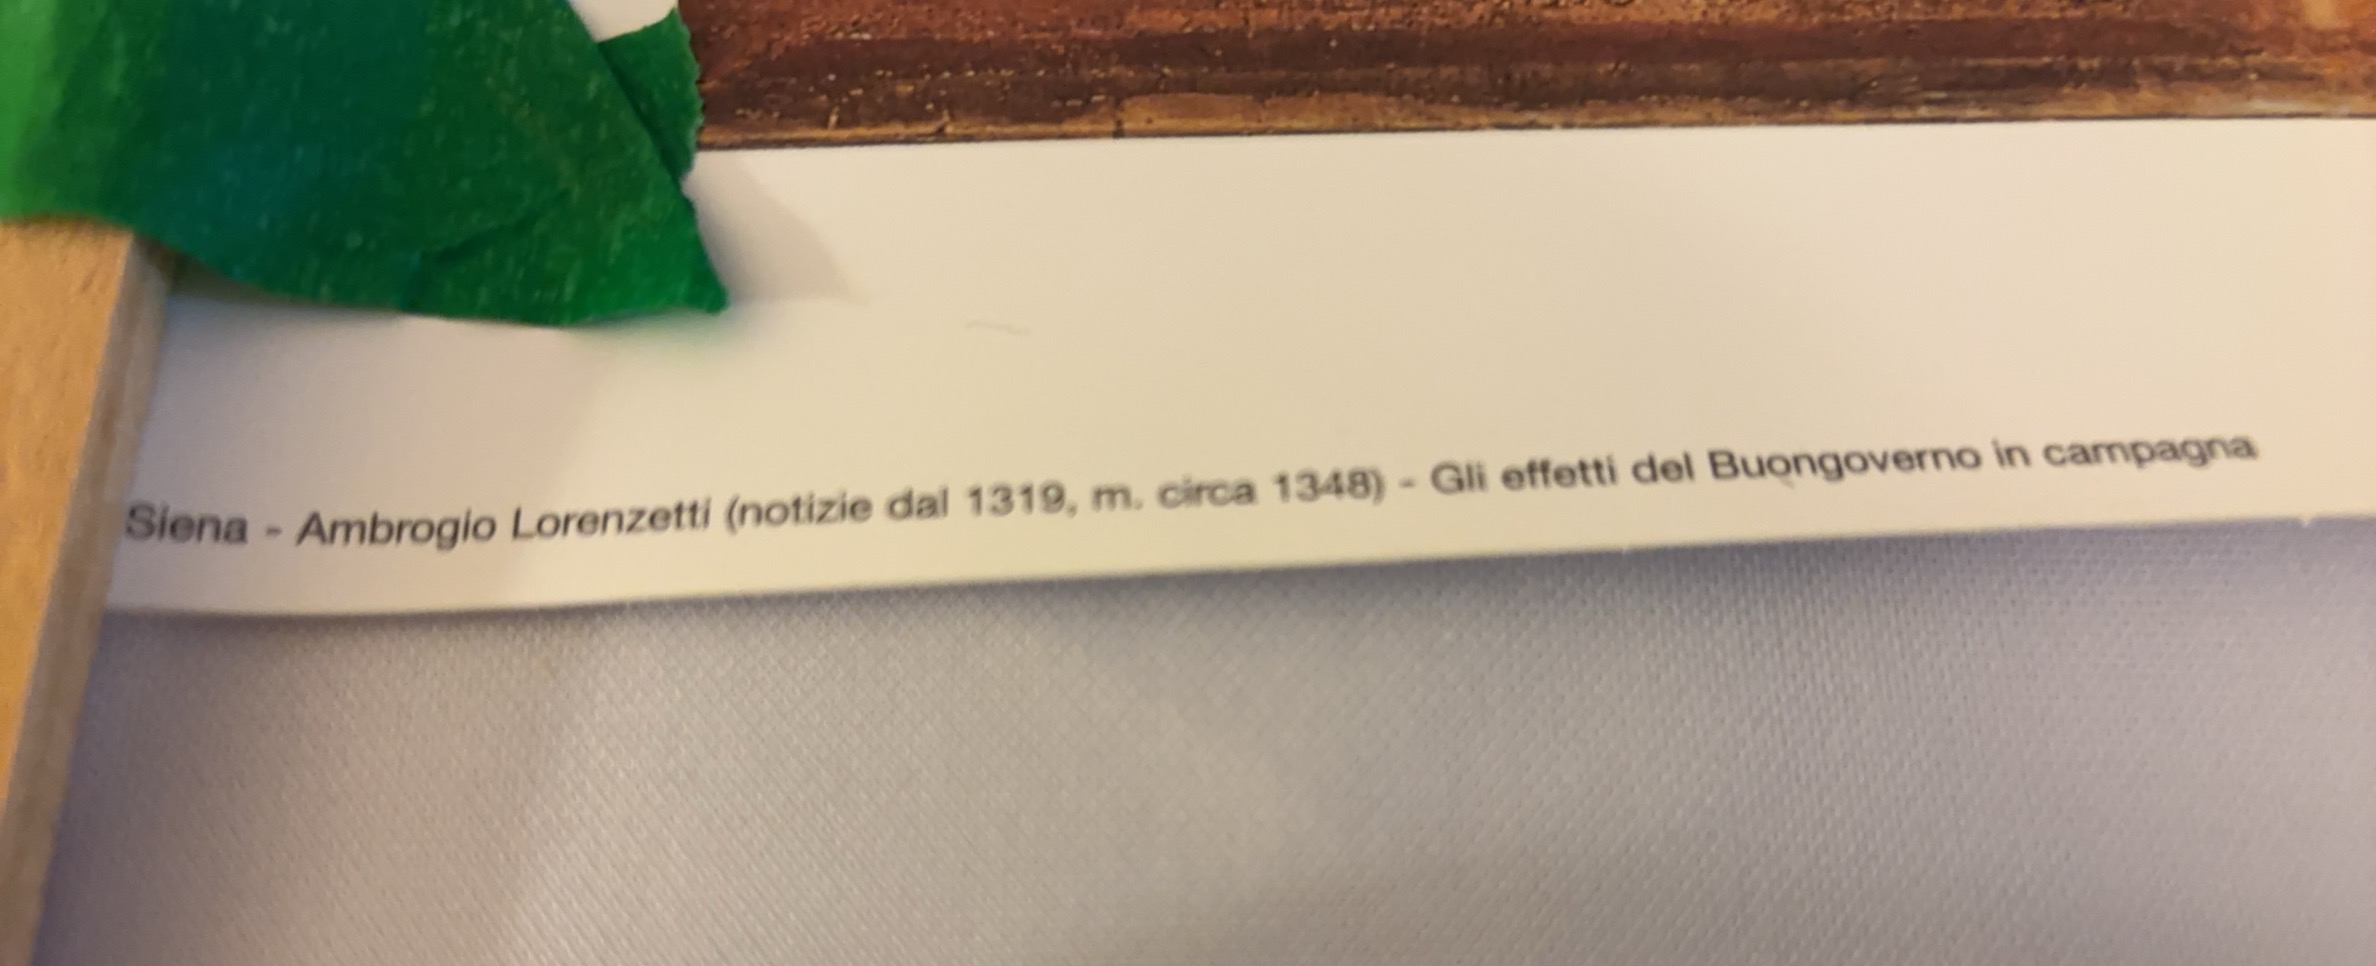 Siena - Ambrogio Lorenzetti (notizie dal 1319, m. circa 1348) - Gli effetti del Buongoverno in campagna